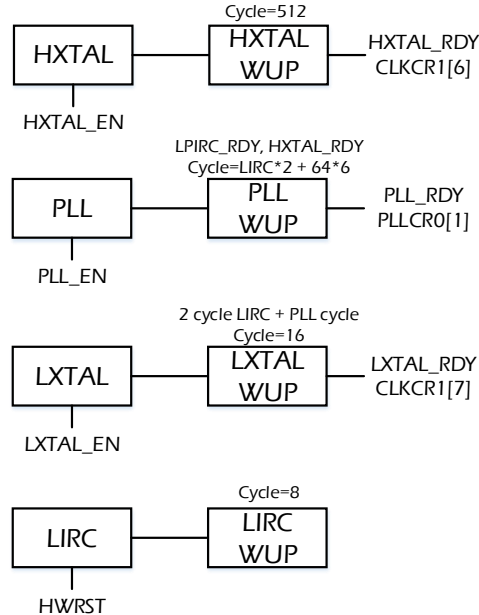 Cycle=512
HXTAL
HXTAL
WUP
HXTAL_RDY
CLKCR1[6]
HXTAL_EN
LPIRC_RDY, HXTAL_RDY
Cycle=LIRC*2 + 64*6
PLL
PLL
WUP
PLL_RDY
PLLCR0[1]
PLL_EN
2 cycle LIRC + PLL cycle
Cycle=16
LXTAL
LXTAL
WUP
LXTAL_RDY
CLKCR1[7]
LXTAL_EN
Cycle=8
LIRC
LIRC
WUP
HWRST